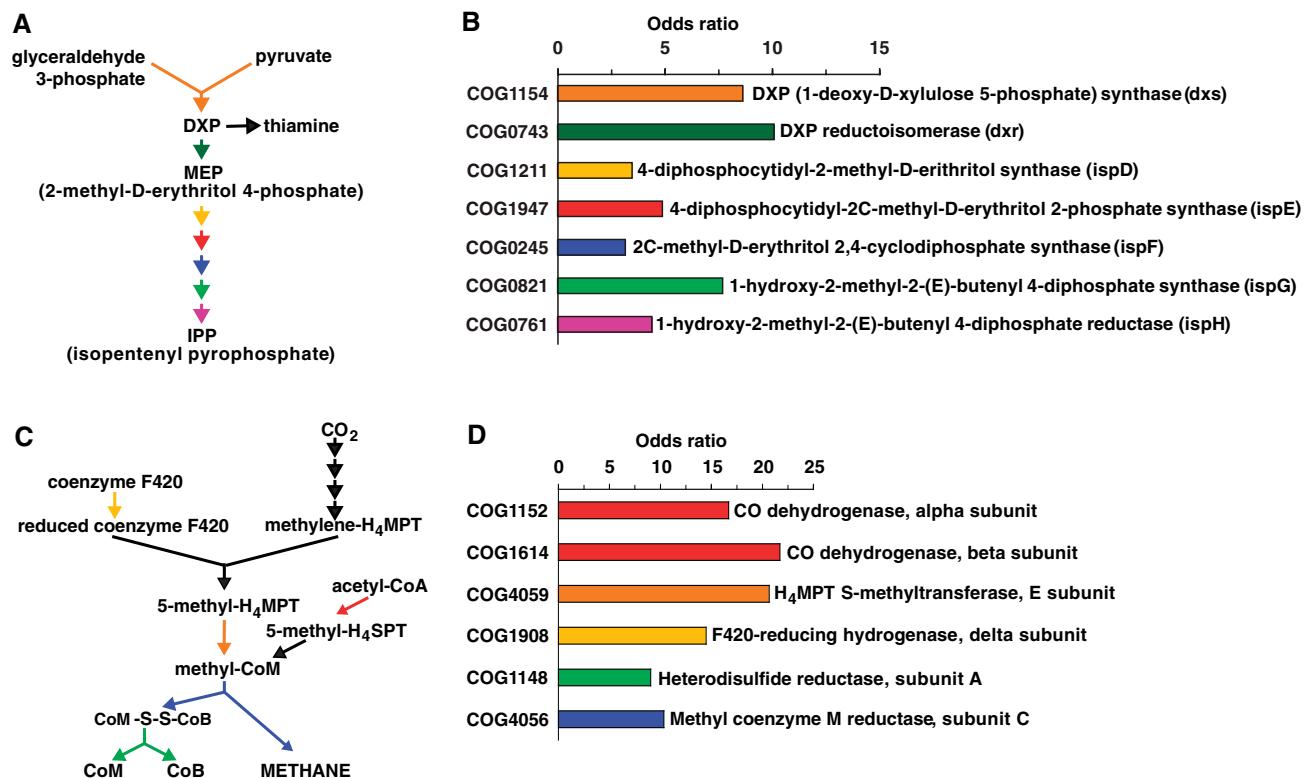 A
glyceraldehyde
3-phosphate
pyruvate
DXP
thiamine
MEP
(2-methyl-D-erythritol 4-phosphate)
IPP
(isopentenyl pyrophosphate)
B
Odds ratio
0 5 10 15
COG1154 DXP (1-deoxy-D-xylulose 5-phosphate) synthase (dxs)
COG0743 DXP reductoisomerase (dxr)
COG1211 4-diphosphocytidyl-2-methyl-D-erithritol synthase (ispD)
COG1947 4-diphosphocytidyl-2C-methyl-D-erythritol 2-phosphate synthase (ispE)
COG0245 2C-methyl-D-erythritol 2,4-cyclodiphosphate synthase (ispF)
COG0821 1-hydroxy-2-methyl-2-(E)-butenyl 4-diphosphate synthase (ispG)
COG0761 1-hydroxy-2-methyl-2-(E)-butenyl 4-diphosphate reductase (ispH)
C
CO2
coenzyme F420
reduced coenzyme F420
methylene-H4MPT
acetyl-CoA
5-methyl-H4MPT
5-methyl-H4SPT
methyl-CoM
CoM -S-S-CoB
CoM CoB METHANE
D
Odds ratio
0 5 10 15 20 25
COG1152 CO dehydrogenase, alpha subunit
COG1614 CO dehydrogenase, beta subunit
COG4059 H4MPT S-methyltransferase, E subunit
COG1908 F420-reducing hydrogenase, delta subunit
COG1148 Heterodisulfide reductase, subunit A
COG4056 Methyl coenzyme M reductase, subunit C